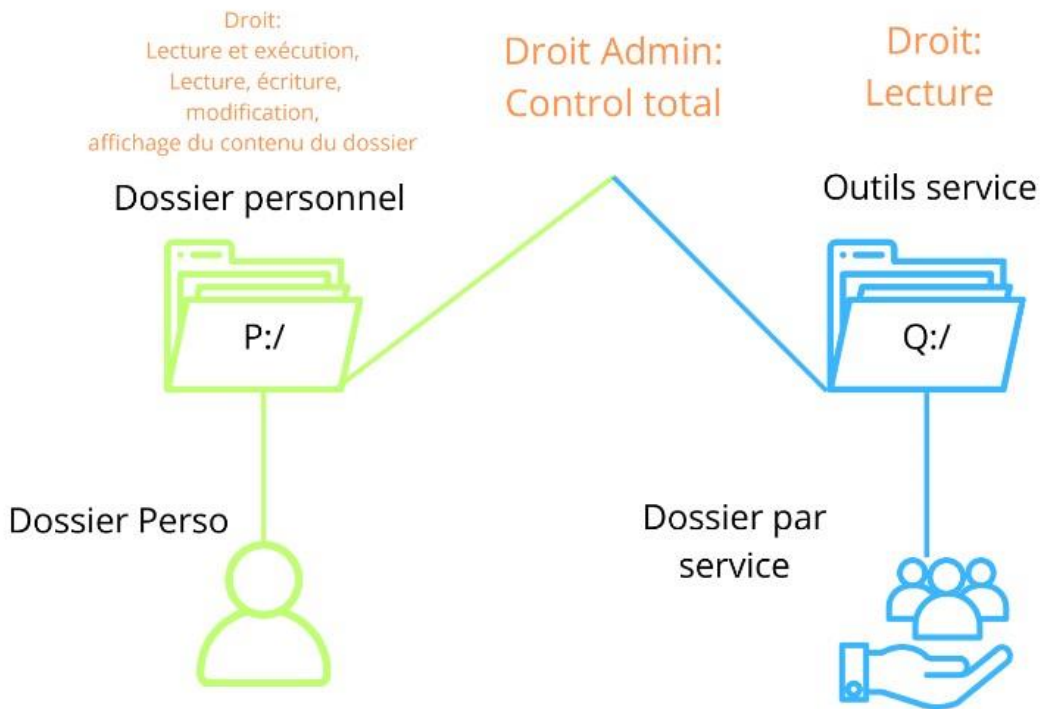 Droit:
Lecture et exécution,
Lecture, écriture,
modification,
affichage du contenu du dossier
Droit Admin:
Control total
Droit:
Lecture
Dossier personnel
Outils service
P:/
Q:/
Dossier Perso
Dossier par
service